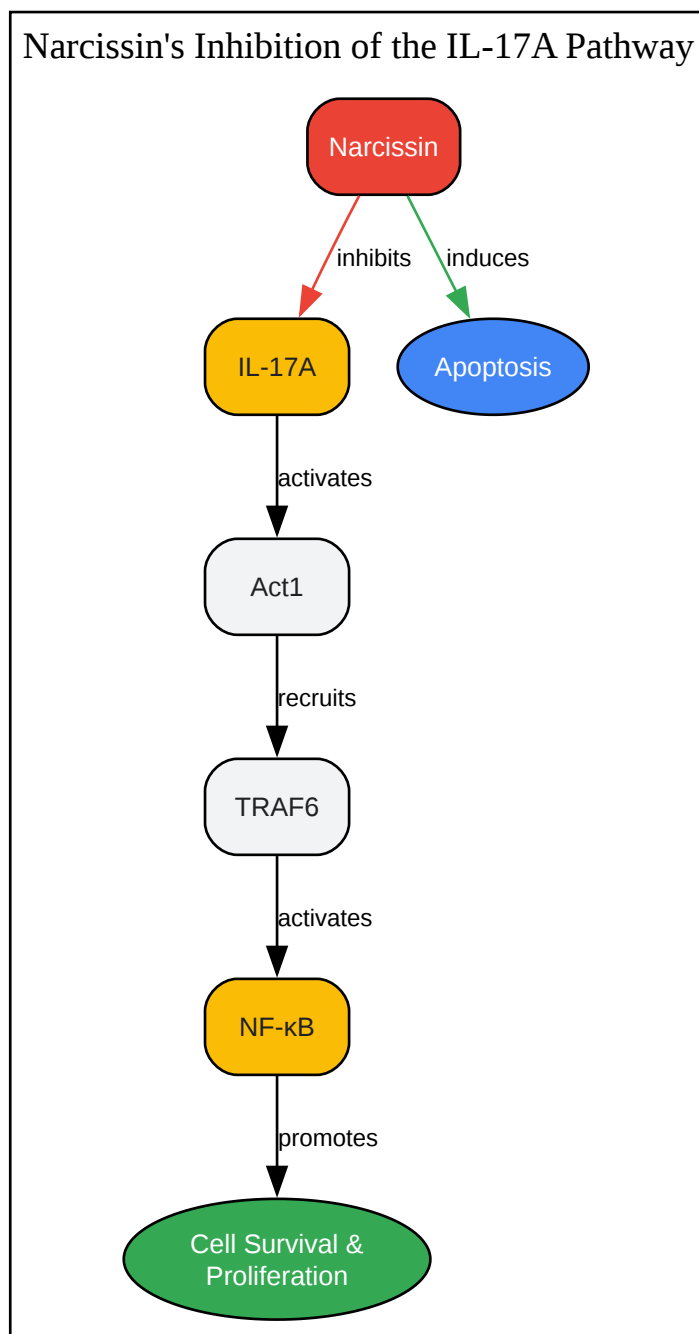 Narcissin's Inhibition of the IL-17A Pathway
Narcissin
inhibits
induces
IL-17A
Apoptosis
activates
Act1
recruits
TRAF6
activates
NF-κB
promotes
Cell Survival &
Proliferation